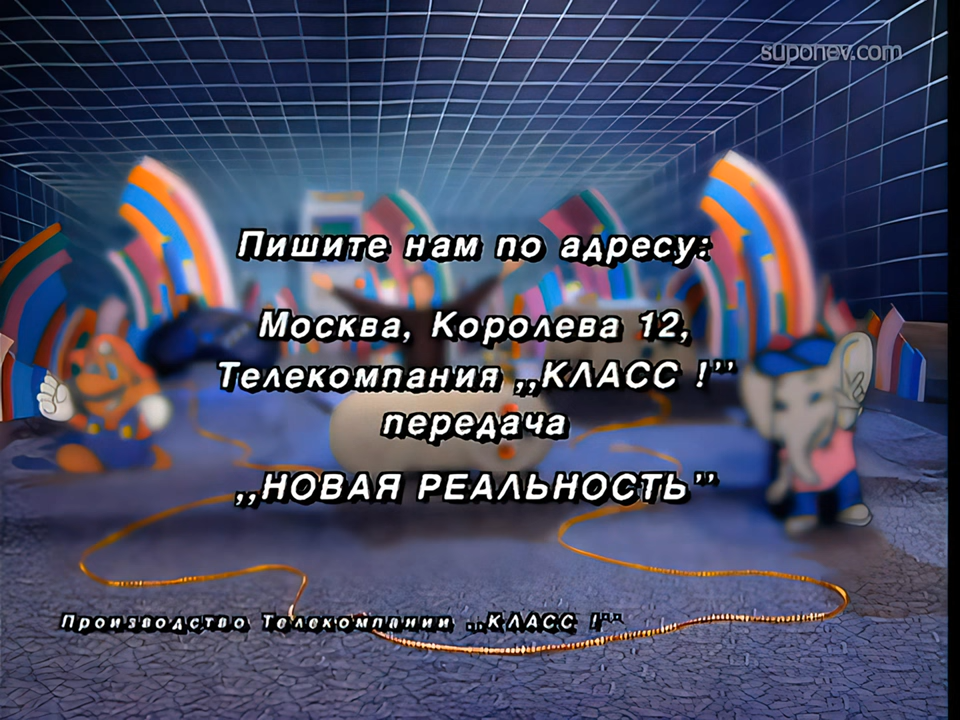 suponev.com
Пишите нам по адресу:
Москва, Королева 12,
Телекомпания ,,КЛАСС !’’
передача
,,НОВАЯ РЕАЛЬНОСТЬ’’
Производство Телекомпании ,,КЛАСС !’’